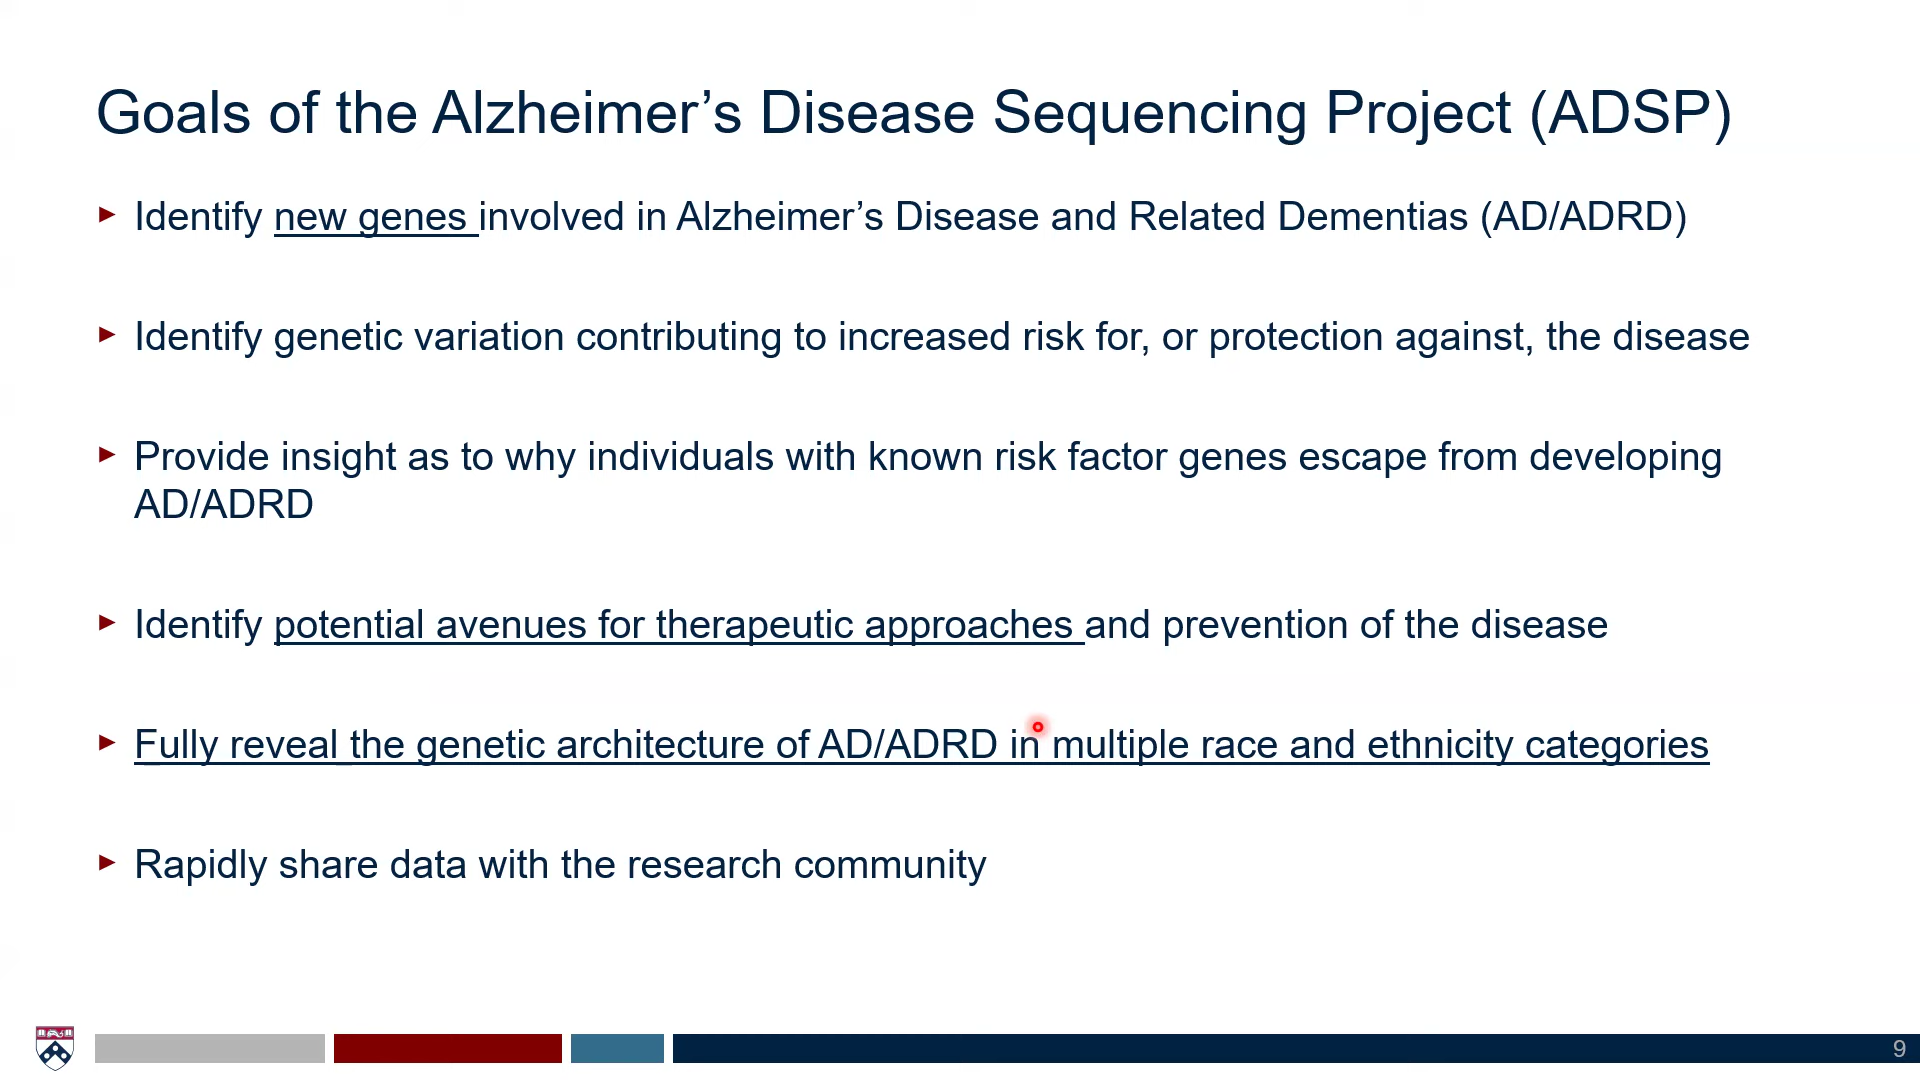 Goals of the Alzheimer’s Disease Sequencing Project (ADSP)
Identify new genes involved in Alzheimer’s Disease and Related Dementias (AD/ADRD)
Identify genetic variation contributing to increased risk for, or protection against, the disease
Provide insight as to why individuals with known risk factor genes escape from developing
AD/ADRD
Identify potential avenues for therapeutic approaches and prevention of the disease
Fully reveal the genetic architecture of AD/ADRD in multiple race and ethnicity categories
Rapidly share data with the research community
9